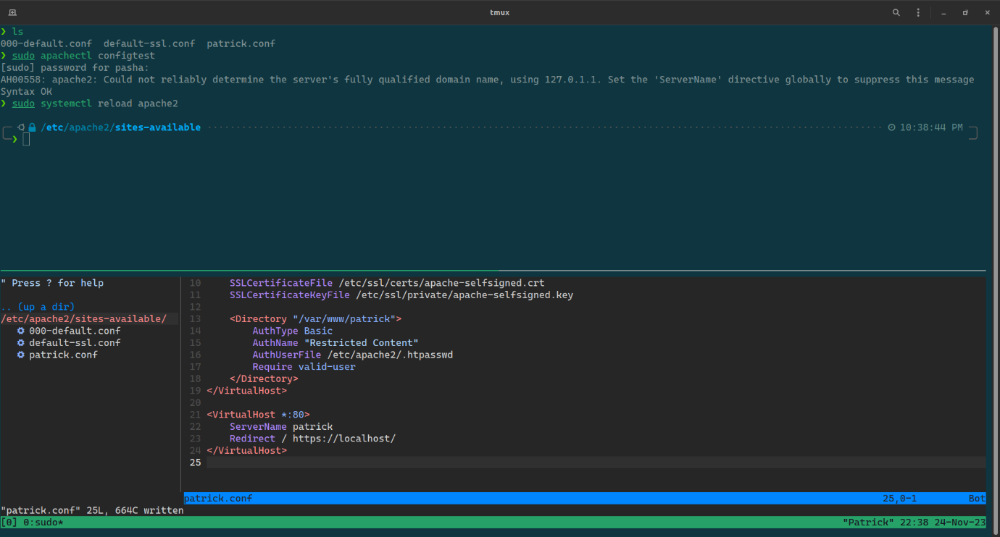 tmux
❯ ls
000-default.conf  default-ssl.conf  patrick.conf
❯ sudo apachectl configtest
[sudo] password for pasha:
AH00558: apache2: Could not reliably determine the server's fully qualified domain name, using 127.0.1.1. Set the 'ServerName' directive globally to suppress this message
Syntax OK
❯ sudo systemctl reload apache2
/etc/apache2/sites-available 10:38:44 PM
❯
" Press ? for help
.. (up a dir)
/etc/apache2/sites-available/
000-default.conf
default-ssl.conf
patrick.conf
10 SSLCertificateFile /etc/ssl/certs/apache-selfsigned.crt
11 SSLCertificateKeyFile /etc/ssl/private/apache-selfsigned.key
12
13 <Directory "/var/www/patrick">
14 AuthType Basic
15 AuthName "Restricted Content"
16 AuthUserFile /etc/apache2/.htpasswd
17 Require valid-user
18 </Directory>
19 </VirtualHost>
20
21 <VirtualHost *:80>
22 ServerName patrick
23 Redirect / https://localhost/
24 </VirtualHost>
25
patrick.conf 25,0-1 Bot
"patrick.conf" 25L, 664C written
[0] 0:sudo* "Patrick" 22:38 24-Nov-23